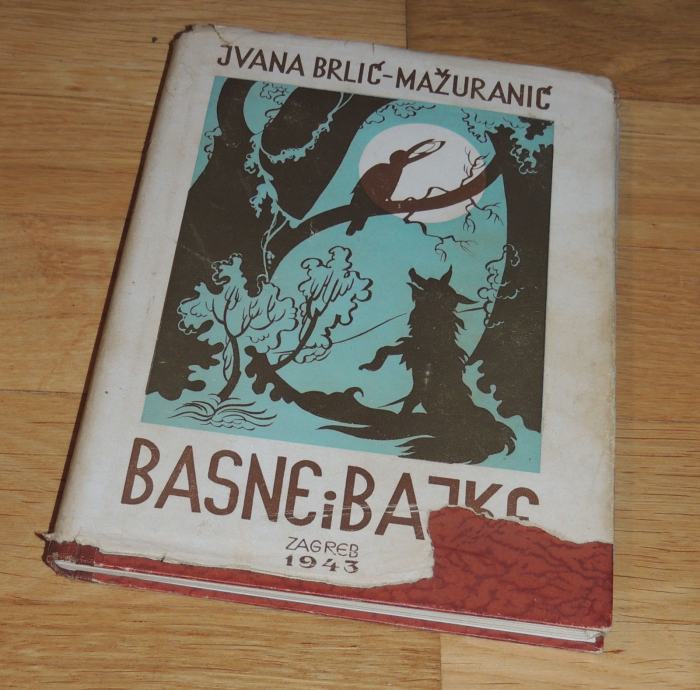 JVANA BRLIĆ-MAŽURANIĆ
BASNE i BAJKE
ZAGREB
1943